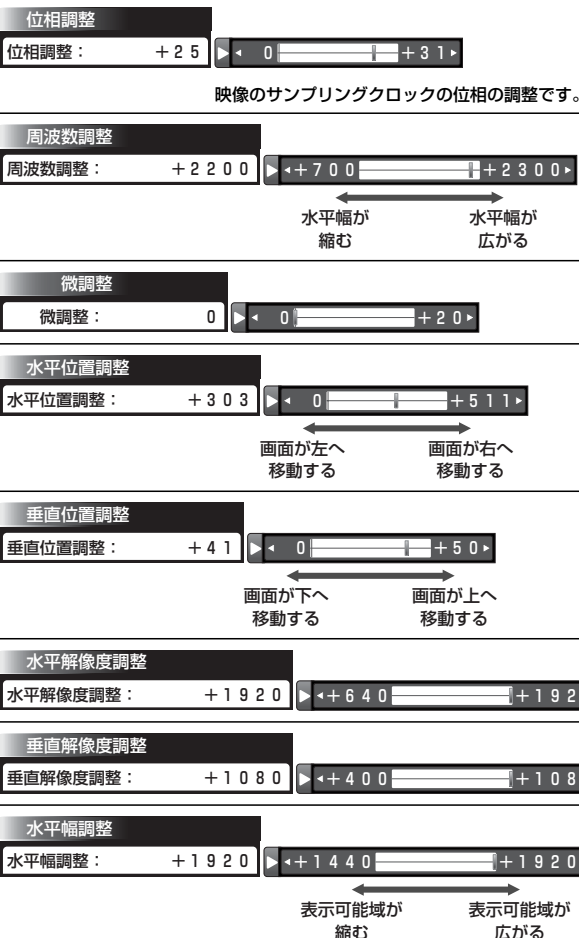 位相調整
位相調整： +25 0 +31
映像のサンプリングクロックの位相の調整です。
周波数調整
周波数調整： +2200 +700 +2300
水平幅が 水平幅が
縮む 広がる
微調整
微調整： 0 0 +20
水平位置調整
水平位置調整： +303 0 +511
画面が左へ 画面が右へ
移動する 移動する
垂直位置調整
垂直位置調整： +41 0 +50
画面が下へ 画面が上へ
移動する 移動する
水平解像度調整
水平解像度調整： +1920 +640 +192
垂直解像度調整
垂直解像度調整： +1080 +400 +108
水平幅調整
水平幅調整： +1920 +1440 +1920
表示可能域が 表示可能域が
縮む 広がる